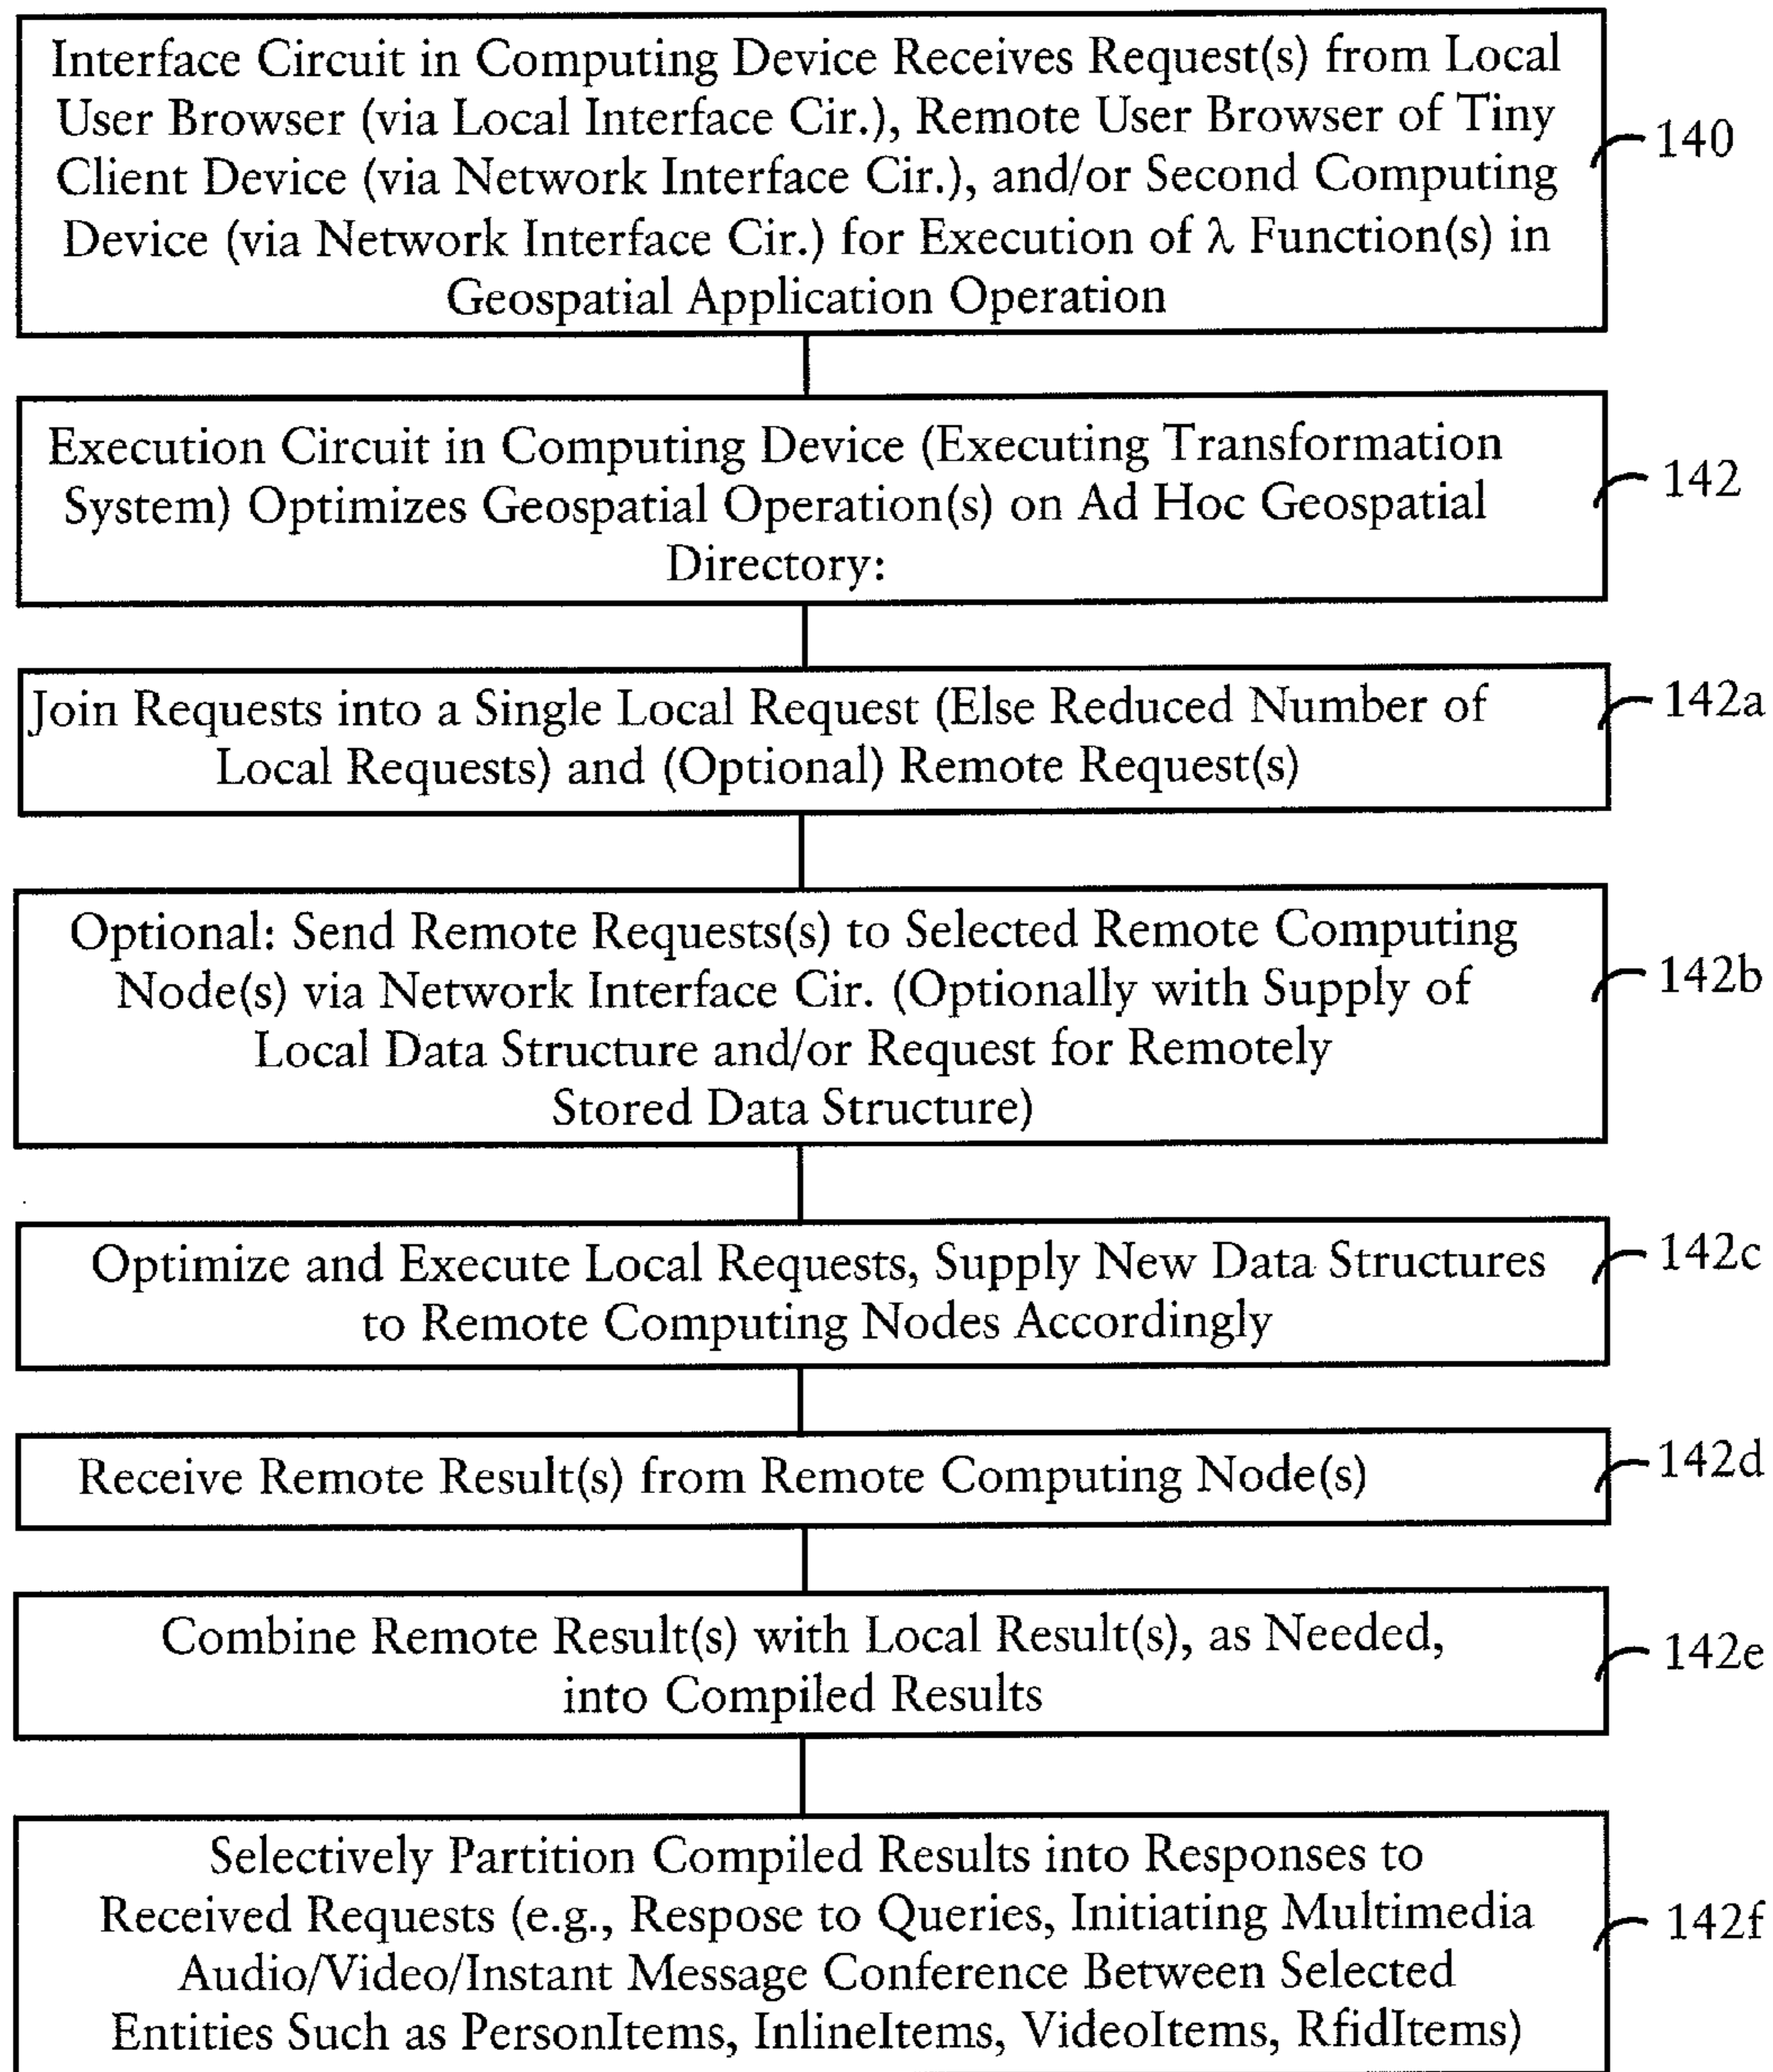 Interface Circuit in Computing Device Receives Request(s) from Local
User Browser (via Local Interface Cir.), Remote User Browser of Tiny
Client Device (via Network Interface Cir.), and/or Second Computing
Device (via Network Interface Cir.) for Execution of λ Function(s) in
Geospatial Application Operation
140
Execution Circuit in Computing Device (Executing Transformation
System) Optimizes Geospatial Operation(s) on Ad Hoc Geospatial
Directory:
142
Join Requests into a Single Local Request (Else Reduced Number of
Local Requests) and (Optional) Remote Request(s)
142a
Optional: Send Remote Requests(s) to Selected Remote Computing
Node(s) via Network Interface Cir. (Optionally with Supply of
Local Data Structure and/or Request for Remotely
Stored Data Structure)
142b
Optimize and Execute Local Requests, Supply New Data Structures
to Remote Computing Nodes Accordingly
142c
Receive Remote Result(s) from Remote Computing Node(s)
142d
Combine Remote Result(s) with Local Result(s), as Needed,
into Compiled Results
142e
Selectively Partition Compiled Results into Responses to
Received Requests (e.g., Respose to Queries, Initiating Multimedia
Audio/Video/Instant Message Conference Between Selected
Entities Such as PersonItems, InlineItems, VideoItems, RfidItems)
142f